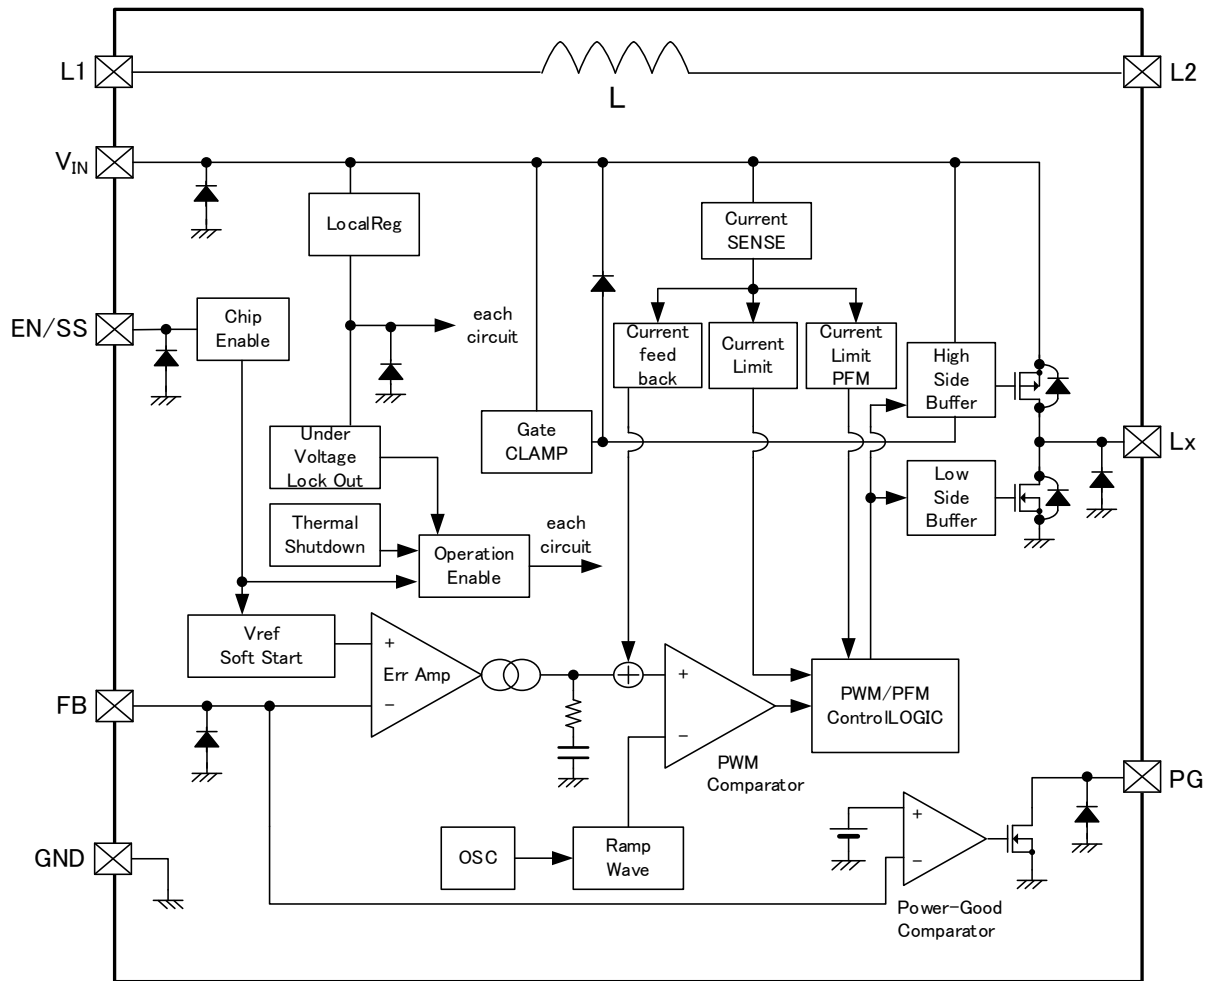 L1
L2
L
VIN
LocalReg
Current
SENSE
EN/SS
Chip
Enable
each
circuit
Current
feed
back
Current
Limit
Current
Limit
PFM
High
Side
Buffer
Gate
CLAMP
Lx
Under
Voltage
Lock Out
Low
Side
Buffer
Thermal
Shutdown
each
circuit
Operation
Enable
Vref
Soft Start
+
Err Amp
−
+
−
PWM
Comparator
PWM/PFM
ControlLOGIC
FB
PG
GND
OSC
Ramp
Wave
+
−
Power-Good
Comparator